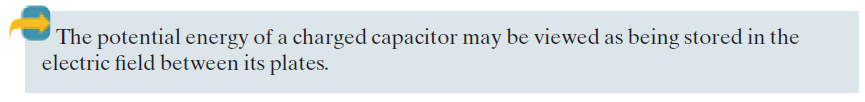 The potential energy of a charged capacitor may be viewed as being stored in the
electric field between its plates.